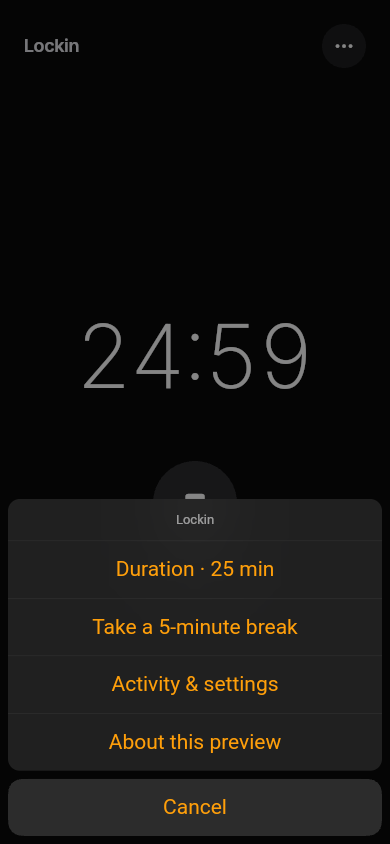 Lockin
24:59
Lockin
Duration · 25 min
Take a 5-minute break
Activity & settings
About this preview
Cancel